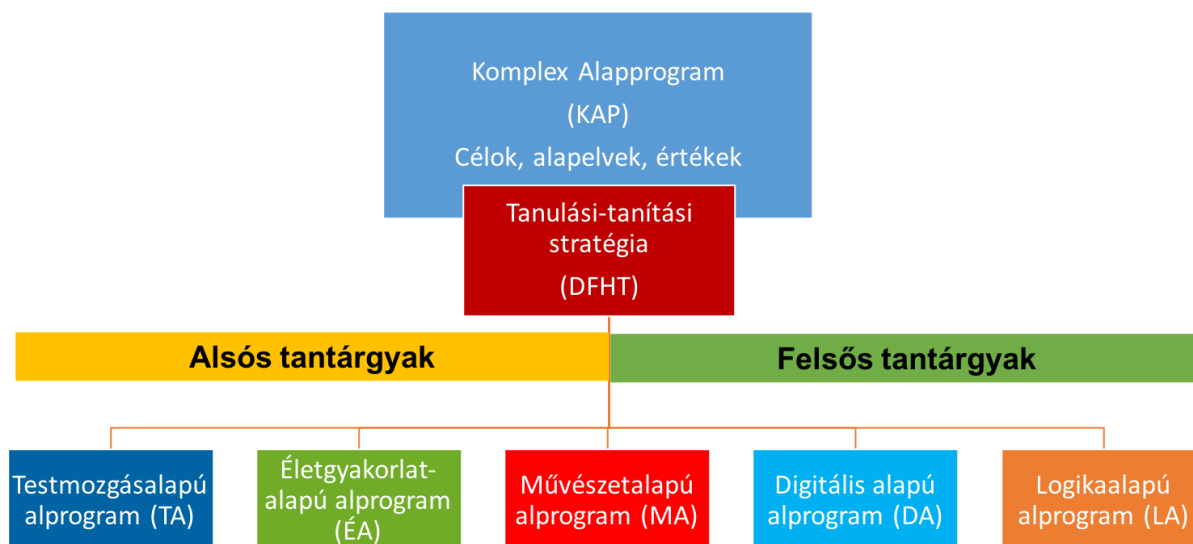 Komplex Alapprogram
(KAP)
Célok, alapelvek, értékek
Tanulási-tanítási
stratégia
(DFHT)
Alsós tantárgyak
Felsős tantárgyak
Testmozgásalapú
alprogram (TA)
Életgyakorlat-
alapú alprogram
(ÉA)
Művészetalapú
alprogram (MA)
Digitális alapú
alprogram (DA)
Logikaalapú
alprogram (LA)